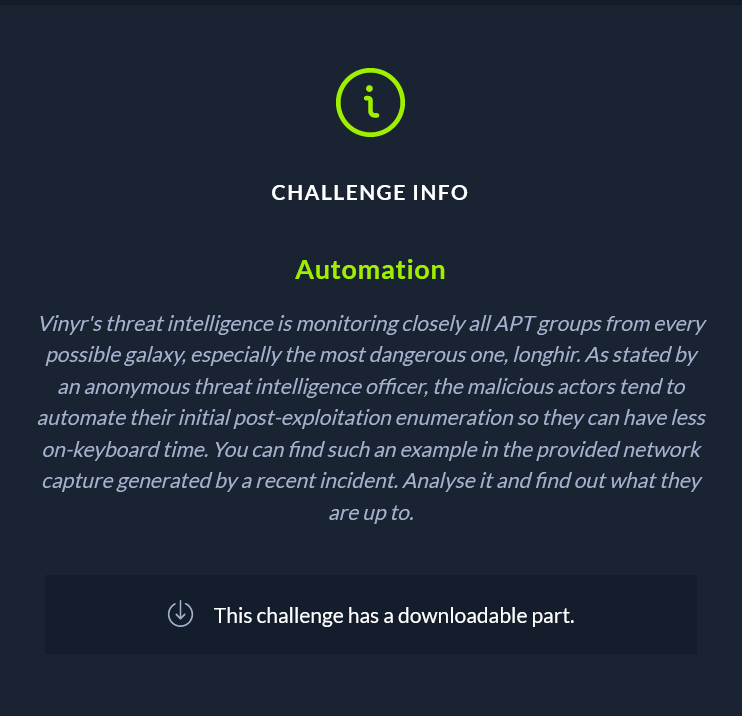 CHALLENGE INFO
Automation
Vinyr's threat intelligence is monitoring closely all APT groups from every
possible galaxy, especially the most dangerous one, longhir. As stated by
an anonymous threat intelligence officer, the malicious actors tend to
automate their initial post-exploitation enumeration so they can have less
on-keyboard time. You can find such an example in the provided network
capture generated by a recent incident. Analyse it and find out what they
are up to.
This challenge has a downloadable part.